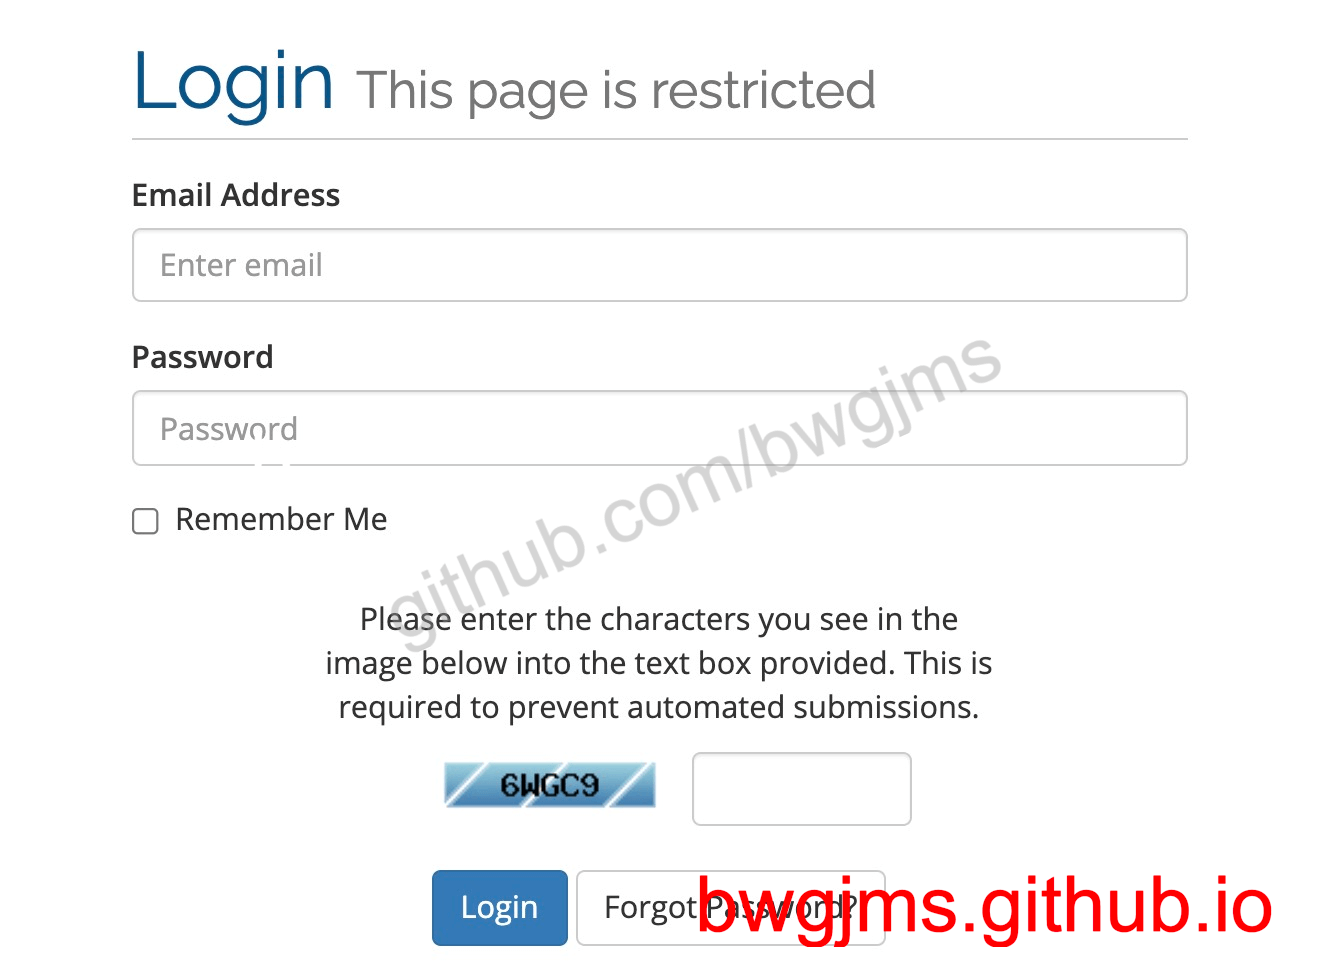 Login This page is restricted
Email Address
Enter email
Password
Password
Remember Me
github.com/bwgjms
Please enter the characters you see in the
image below into the text box provided. This is
required to prevent automated submissions.
6WGC9
Login
Forgot Password?
bwgjms.github.io